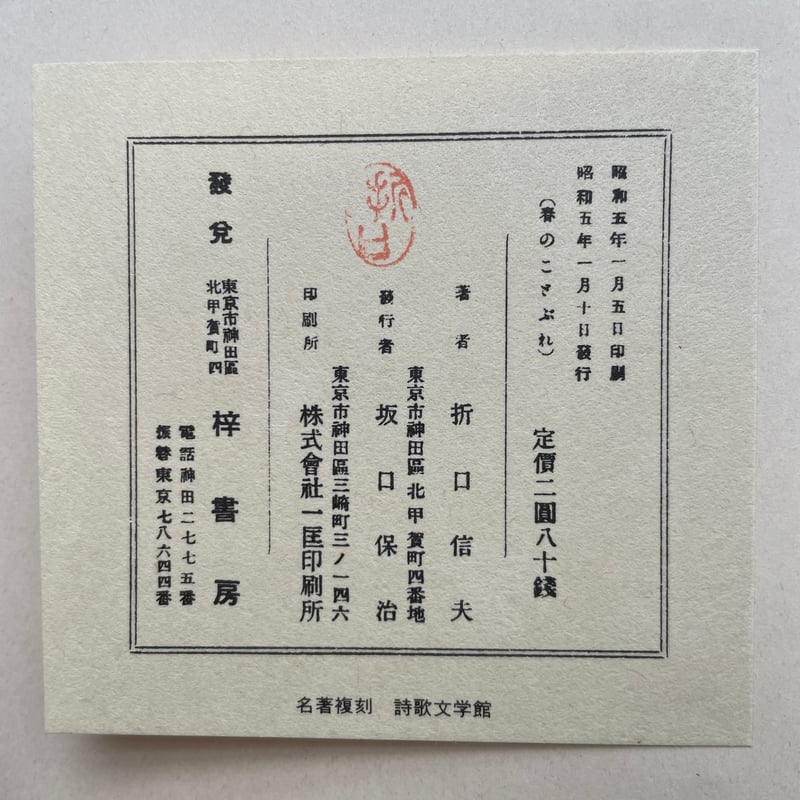 昭和五年一月五日印刷
昭和五年一月十日發行
(春のことぶれ)
定價二圓八十錢
著者 折口信夫
東京市神田區北甲賀町四番地
發行者 坂口保治
東京市神田區三崎町三ノ一四六
印刷所 株式會社一匡印刷所
折口
發兌 東京市神田區
北甲賀町四
梓書房
電話神田二七七五番
振替東京七八六四四番
名著複刻 詩歌文学館